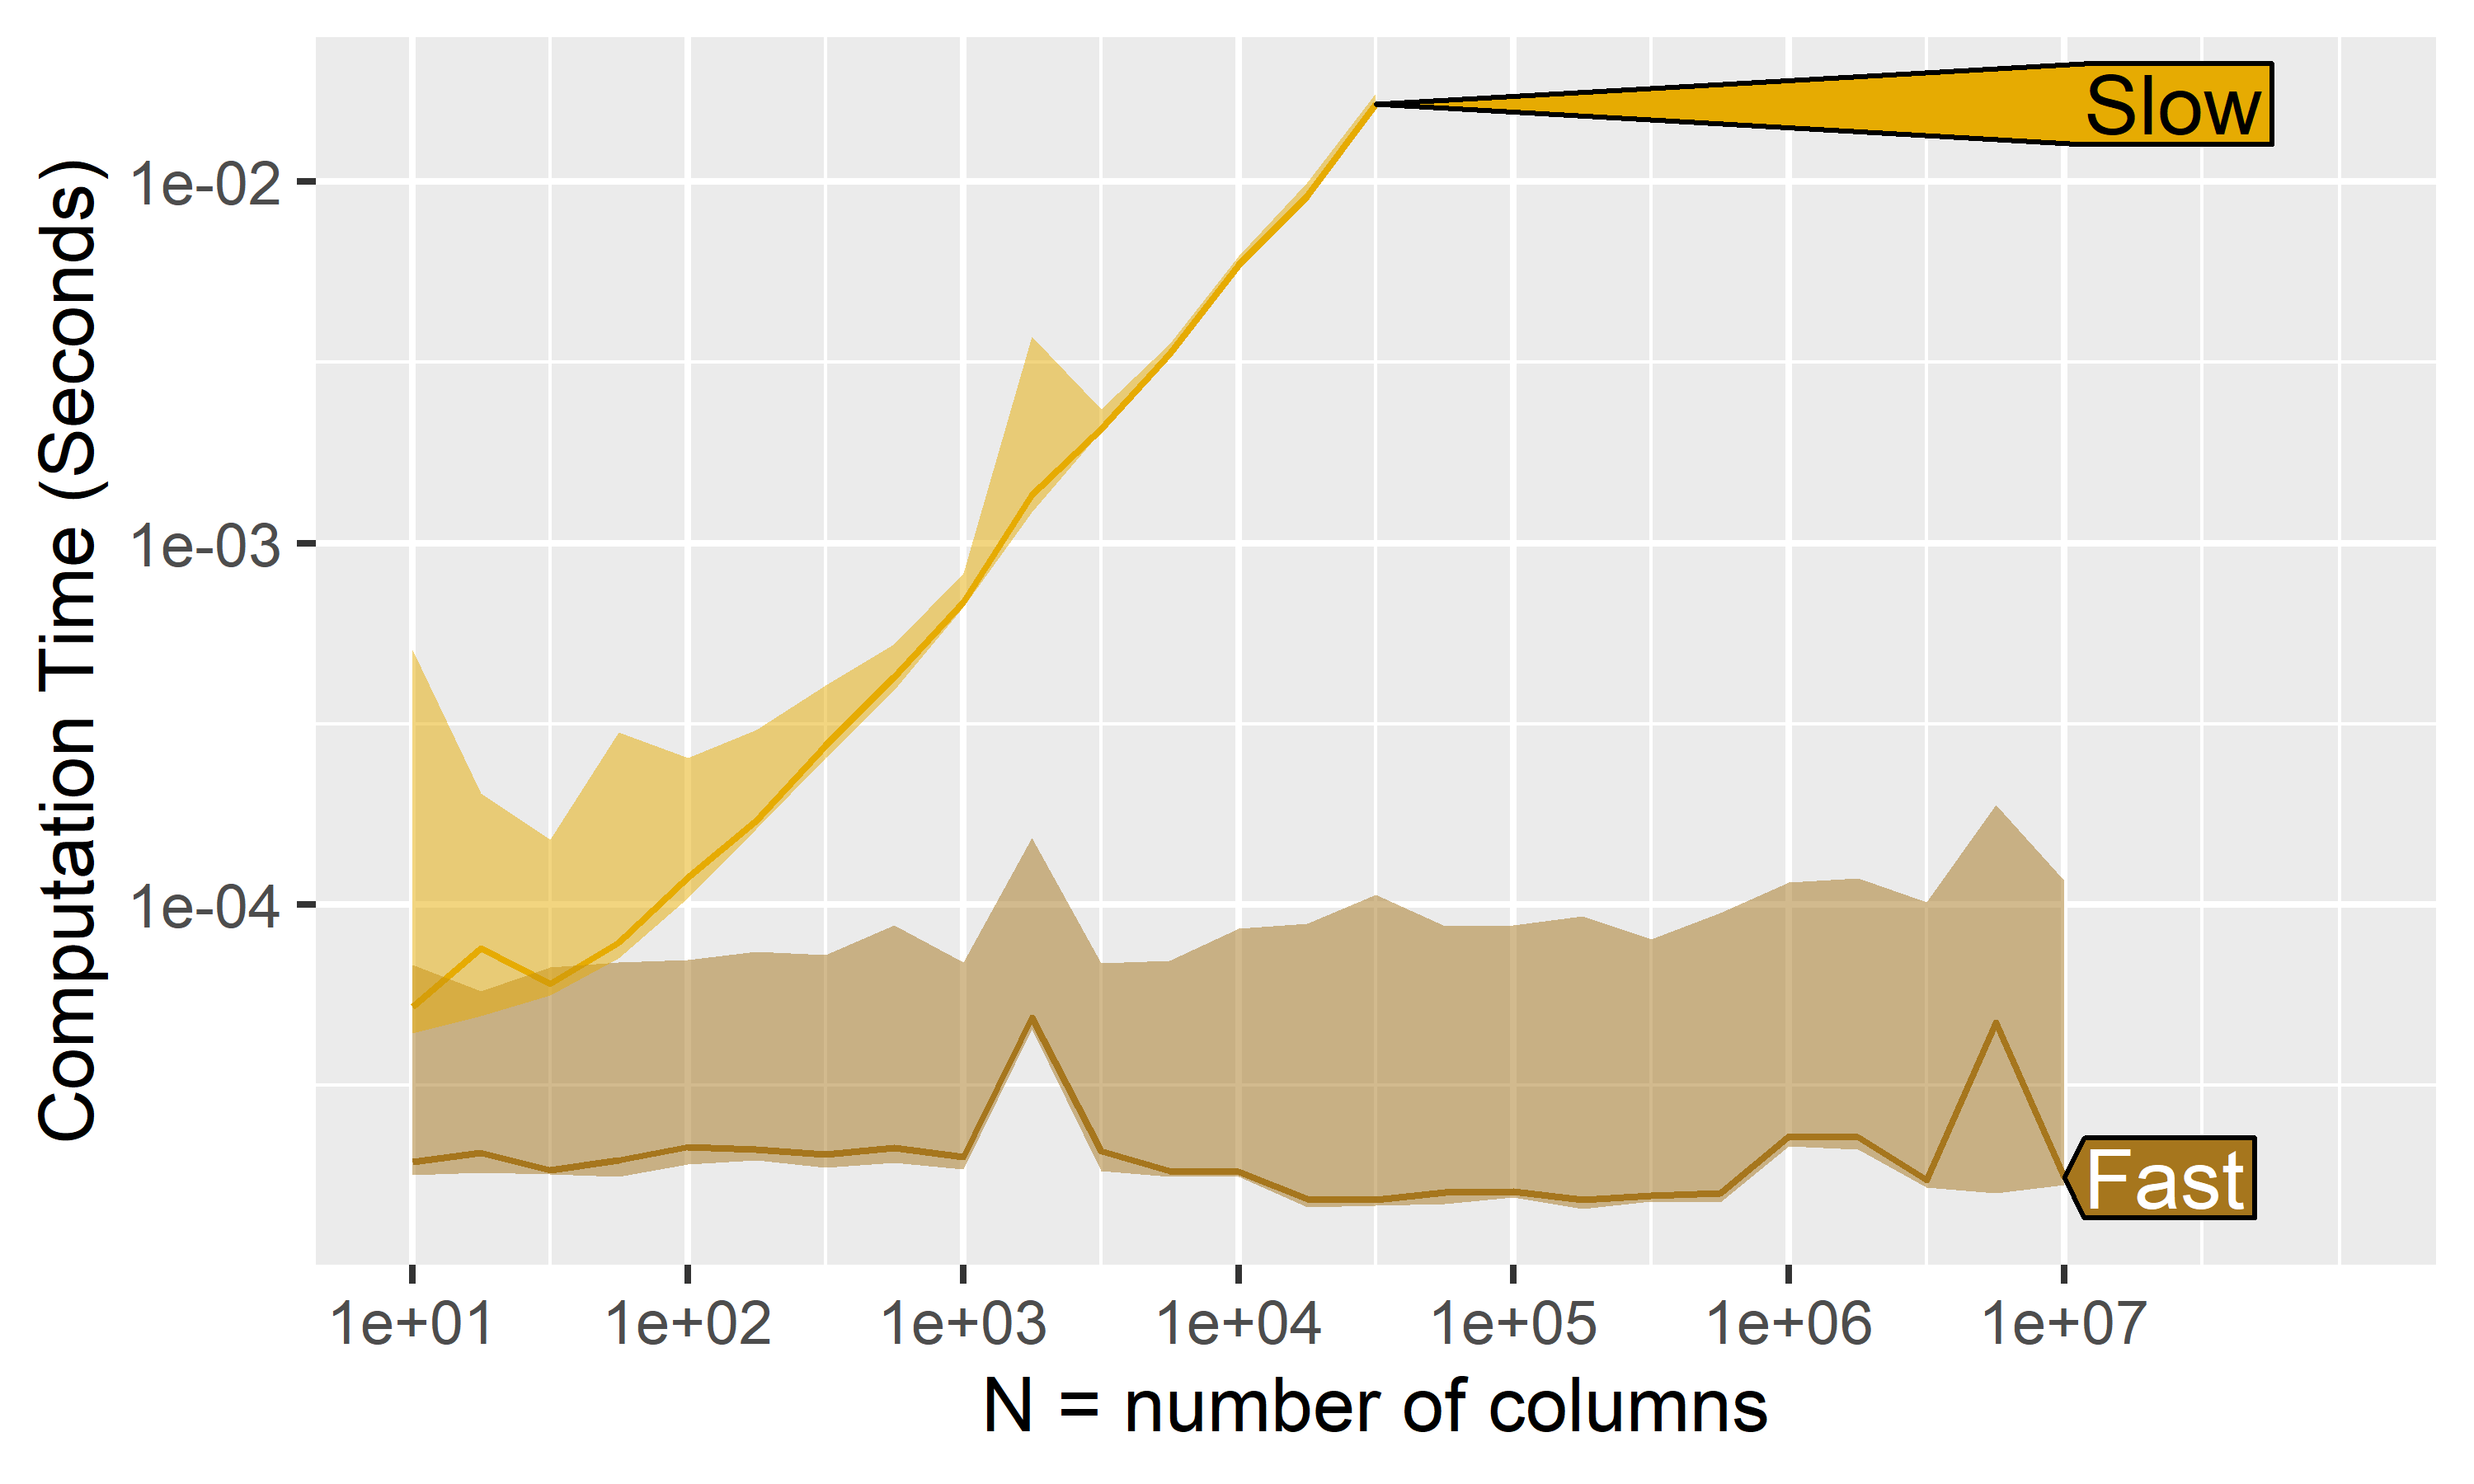 Computation Time (Seconds)
1e-02
1e-03
1e-04
Slow
Fast
1e+01
1e+02
1e+03
1e+04
1e+05
1e+06
1e+07
N = number of columns